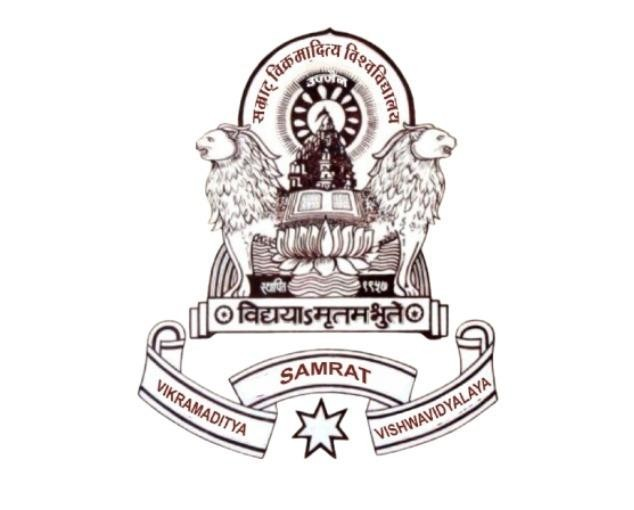 सम्राट् विक्रमादित्य विश्वविद्यालय
उज्जैन
स्थापित १९५७
विद्ययाऽमृतमश्नुते
SAMRAT
VIKRAMADITYA
VISHWAVIDYALAYA